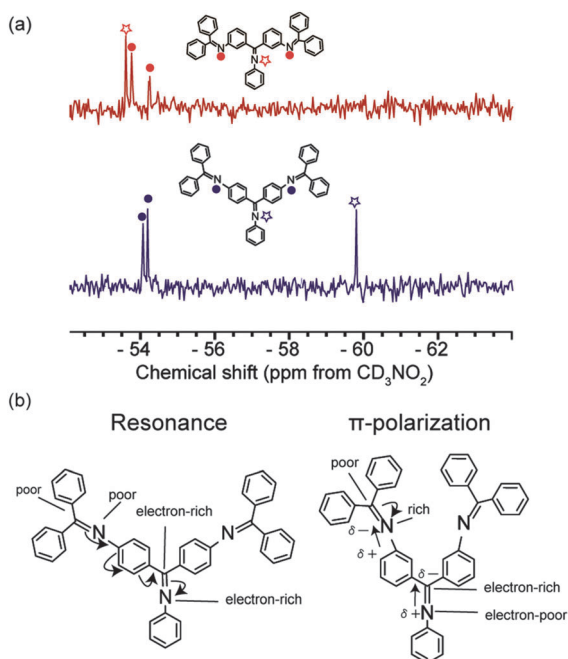 (a)
N
N
N
N
N
N
- 54
- 56
- 58
- 60
- 62
Chemical shift (ppm from CD₃NO₂)
(b)
Resonance
π-polarization
poor
poor
electron-rich
N
N
N
electron-rich
poor
rich
N
N
δ−
δ+
δ−
electron-rich
δ+
N
electron-poor